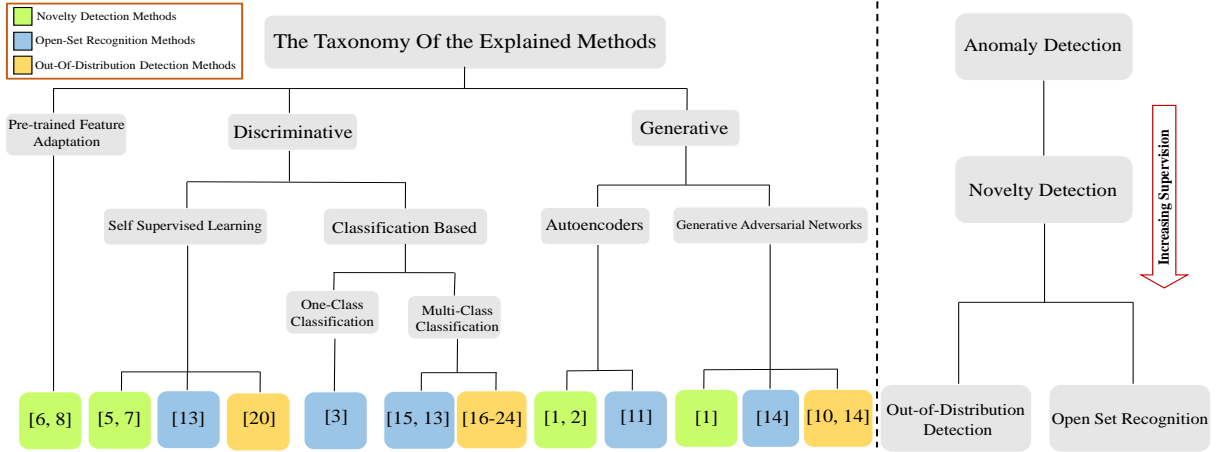 Novelty Detection Methods
Open-Set Recognition Methods
Out-Of-Distribution Detection Methods
The Taxonomy Of the Explained Methods
Pre-trained Feature
Adaptation
Discriminative
Generative
Self Supervised Learning
Classification Based
Autoencoders
Generative Adversarial Networks
One-Class
Classification
Multi-Class
Classification
[6, 8]
[5, 7]
[13]
[20]
[3]
[15, 13]
[16-24]
[1, 2]
[11]
[1]
[14]
[10, 14]
Anomaly Detection
Novelty Detection
Increasing Supervision
Out-of-Distribution
Detection
Open Set Recognition